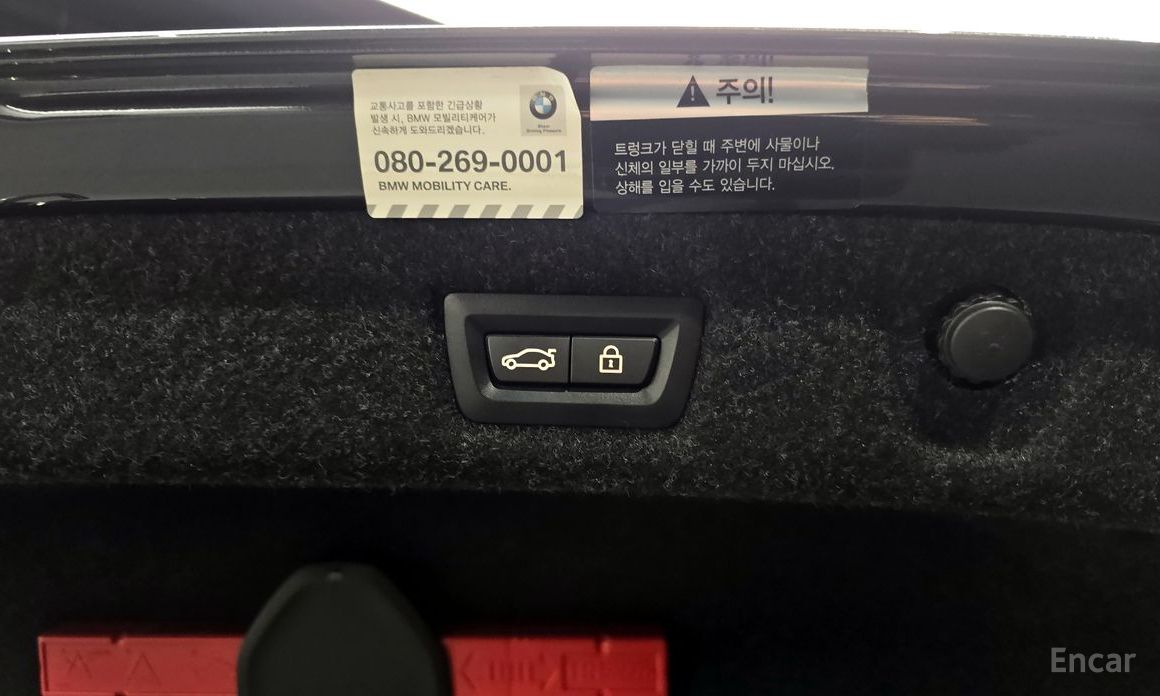 교통사고를 포함한 긴급상황
발생 시, BMW 모빌리티케어가
신속하게 도와드리겠습니다.
080-269-0001
BMW MOBILITY CARE.
주의!
트렁크가 닫힐 때 주변에 사물이나
신체의 일부를 가까이 두지 마십시오.
상해를 입을 수도 있습니다.
Encar